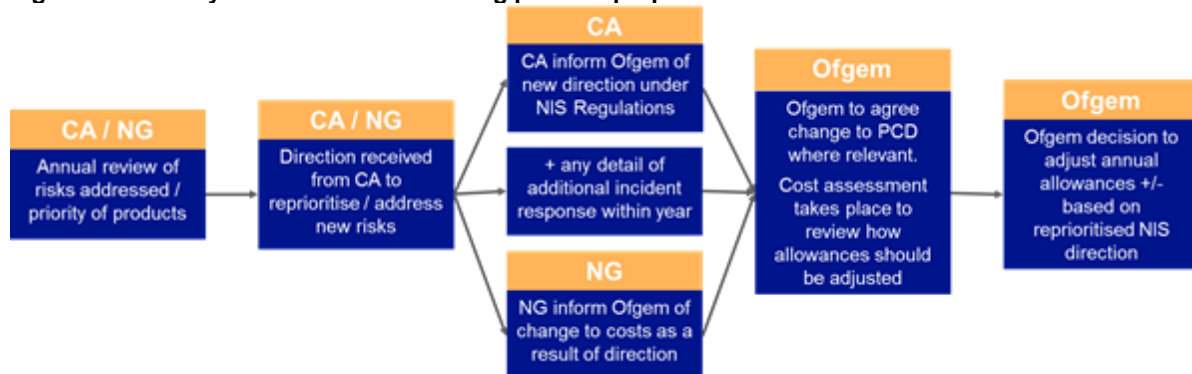 CA / NG
Annual review of
risks addressed /
priority of products
CA / NG
Direction received
from CA to
reprioritise / address
new risks
CA
CA inform Ofgem of
new direction under
NIS Regulations
+ any detail of
additional incident
response within year
NG
NG inform Ofgem of
change to costs as a
result of direction
Ofgem
Ofgem to agree
change to PCD
where relevant.
Cost assessment
takes place to
review how
allowances should
be adjusted
Ofgem
Ofgem decision to
adjust annual
allowances +/-
based on
reprioritised NIS
direction